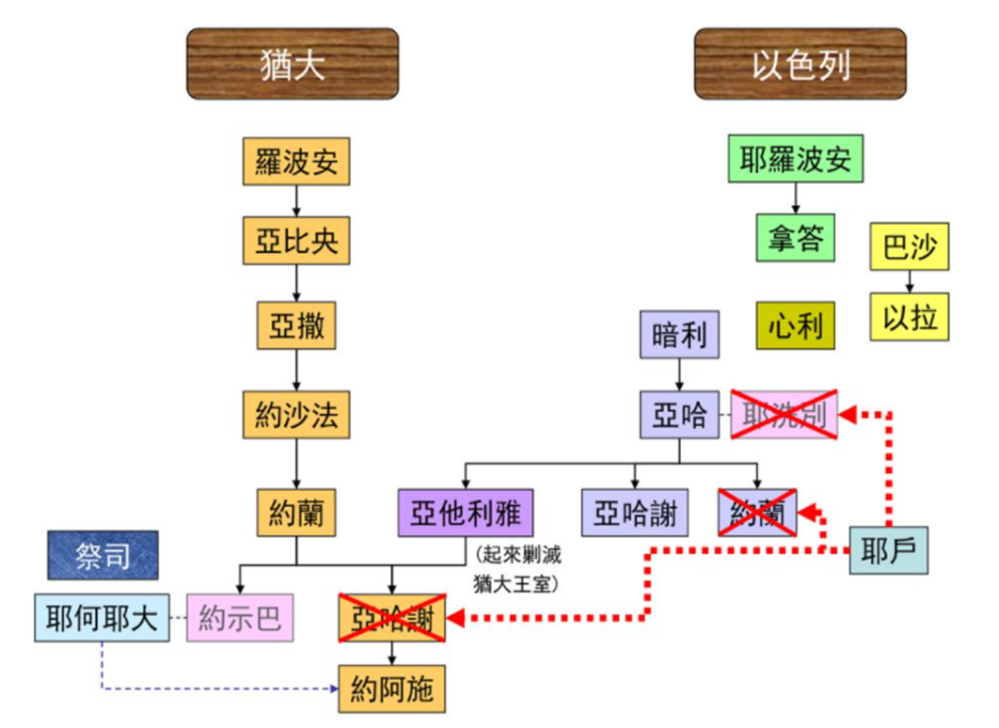 猶大
以色列
羅波安
耶羅波安
亞比央
拿答
巴沙
亞撒
暗利
心利
以拉
約沙法
亞哈
耶洗別
約蘭
亞他利雅
亞哈謝
約蘭
耶戶
祭司
(起來剿滅
猶大王室)
耶何耶大
約示巴
亞哈謝
約阿施